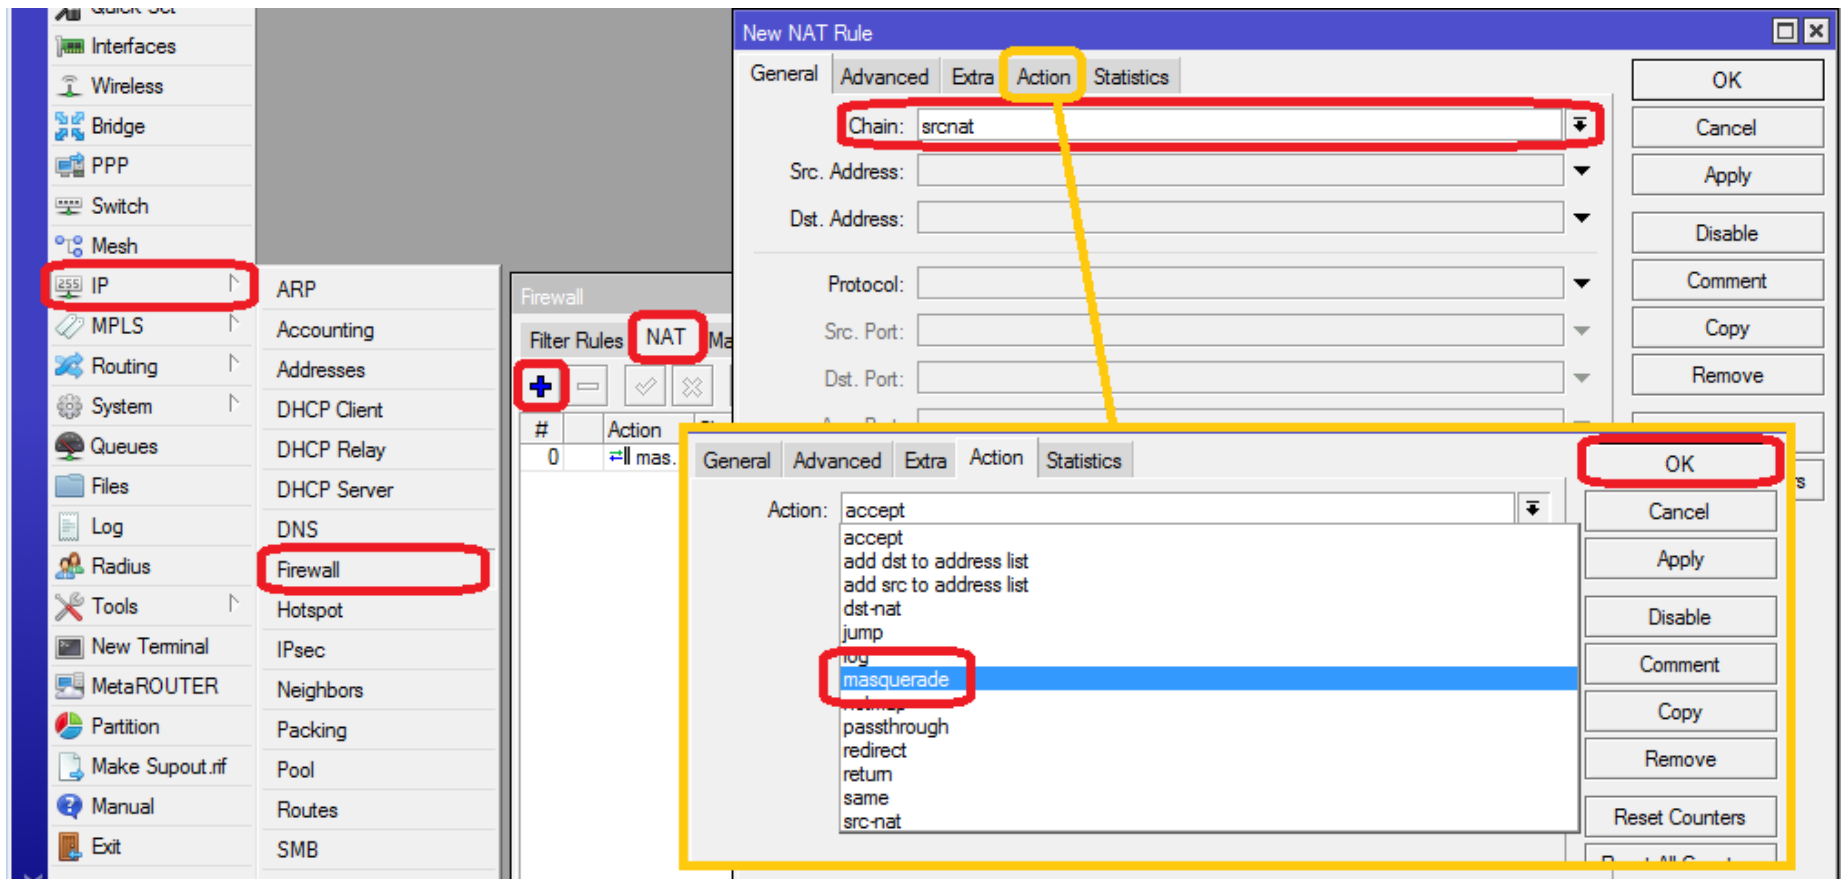 Quick Set
Interfaces
Wireless
Bridge
PPP
Switch
Mesh
IP
MPLS
Routing
System
Queues
Files
Log
Radius
Tools
New Terminal
MetaROUTER
Partition
Make Supout.rif
Manual
Exit
ARP
Accounting
Addresses
DHCP Client
DHCP Relay
DHCP Server
DNS
Firewall
Hotspot
IPsec
Neighbors
Packing
Pool
Routes
SMB
Firewall
Filter Rules NAT Ma
# Action
0 mas.
New NAT Rule
General Advanced Extra Action Statistics
Chain: srcnat
Src. Address:
Dst. Address:
Protocol:
Src. Port:
Dst. Port:
OK
Cancel
Apply
Disable
Comment
Copy
Remove
General Advanced Extra Action Statistics
Action: accept
accept
add dst to address list
add src to address list
dst-nat
jump
log
masquerade
netmap
passthrough
redirect
return
same
src-nat
OK
Cancel
Apply
Disable
Comment
Copy
Remove
Reset Counters